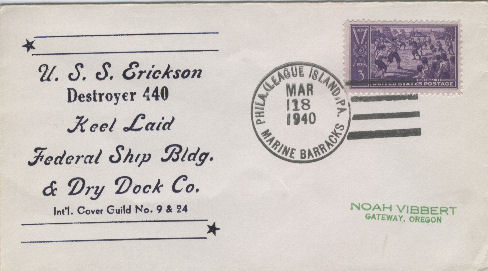 U. S. S. Erickson
Destroyer 440
Keel Laid
Federal Ship Bldg.
& Dry Dock Co.
Int'l. Cover Guild No. 9 & 24
PHILA. (LEAGUE ISLAND) PA.
MAR
18
1940
MARINE BARRACKS
3
UNITED STATES POSTAGE
NOAH VIBBERT
GATEWAY, OREGON